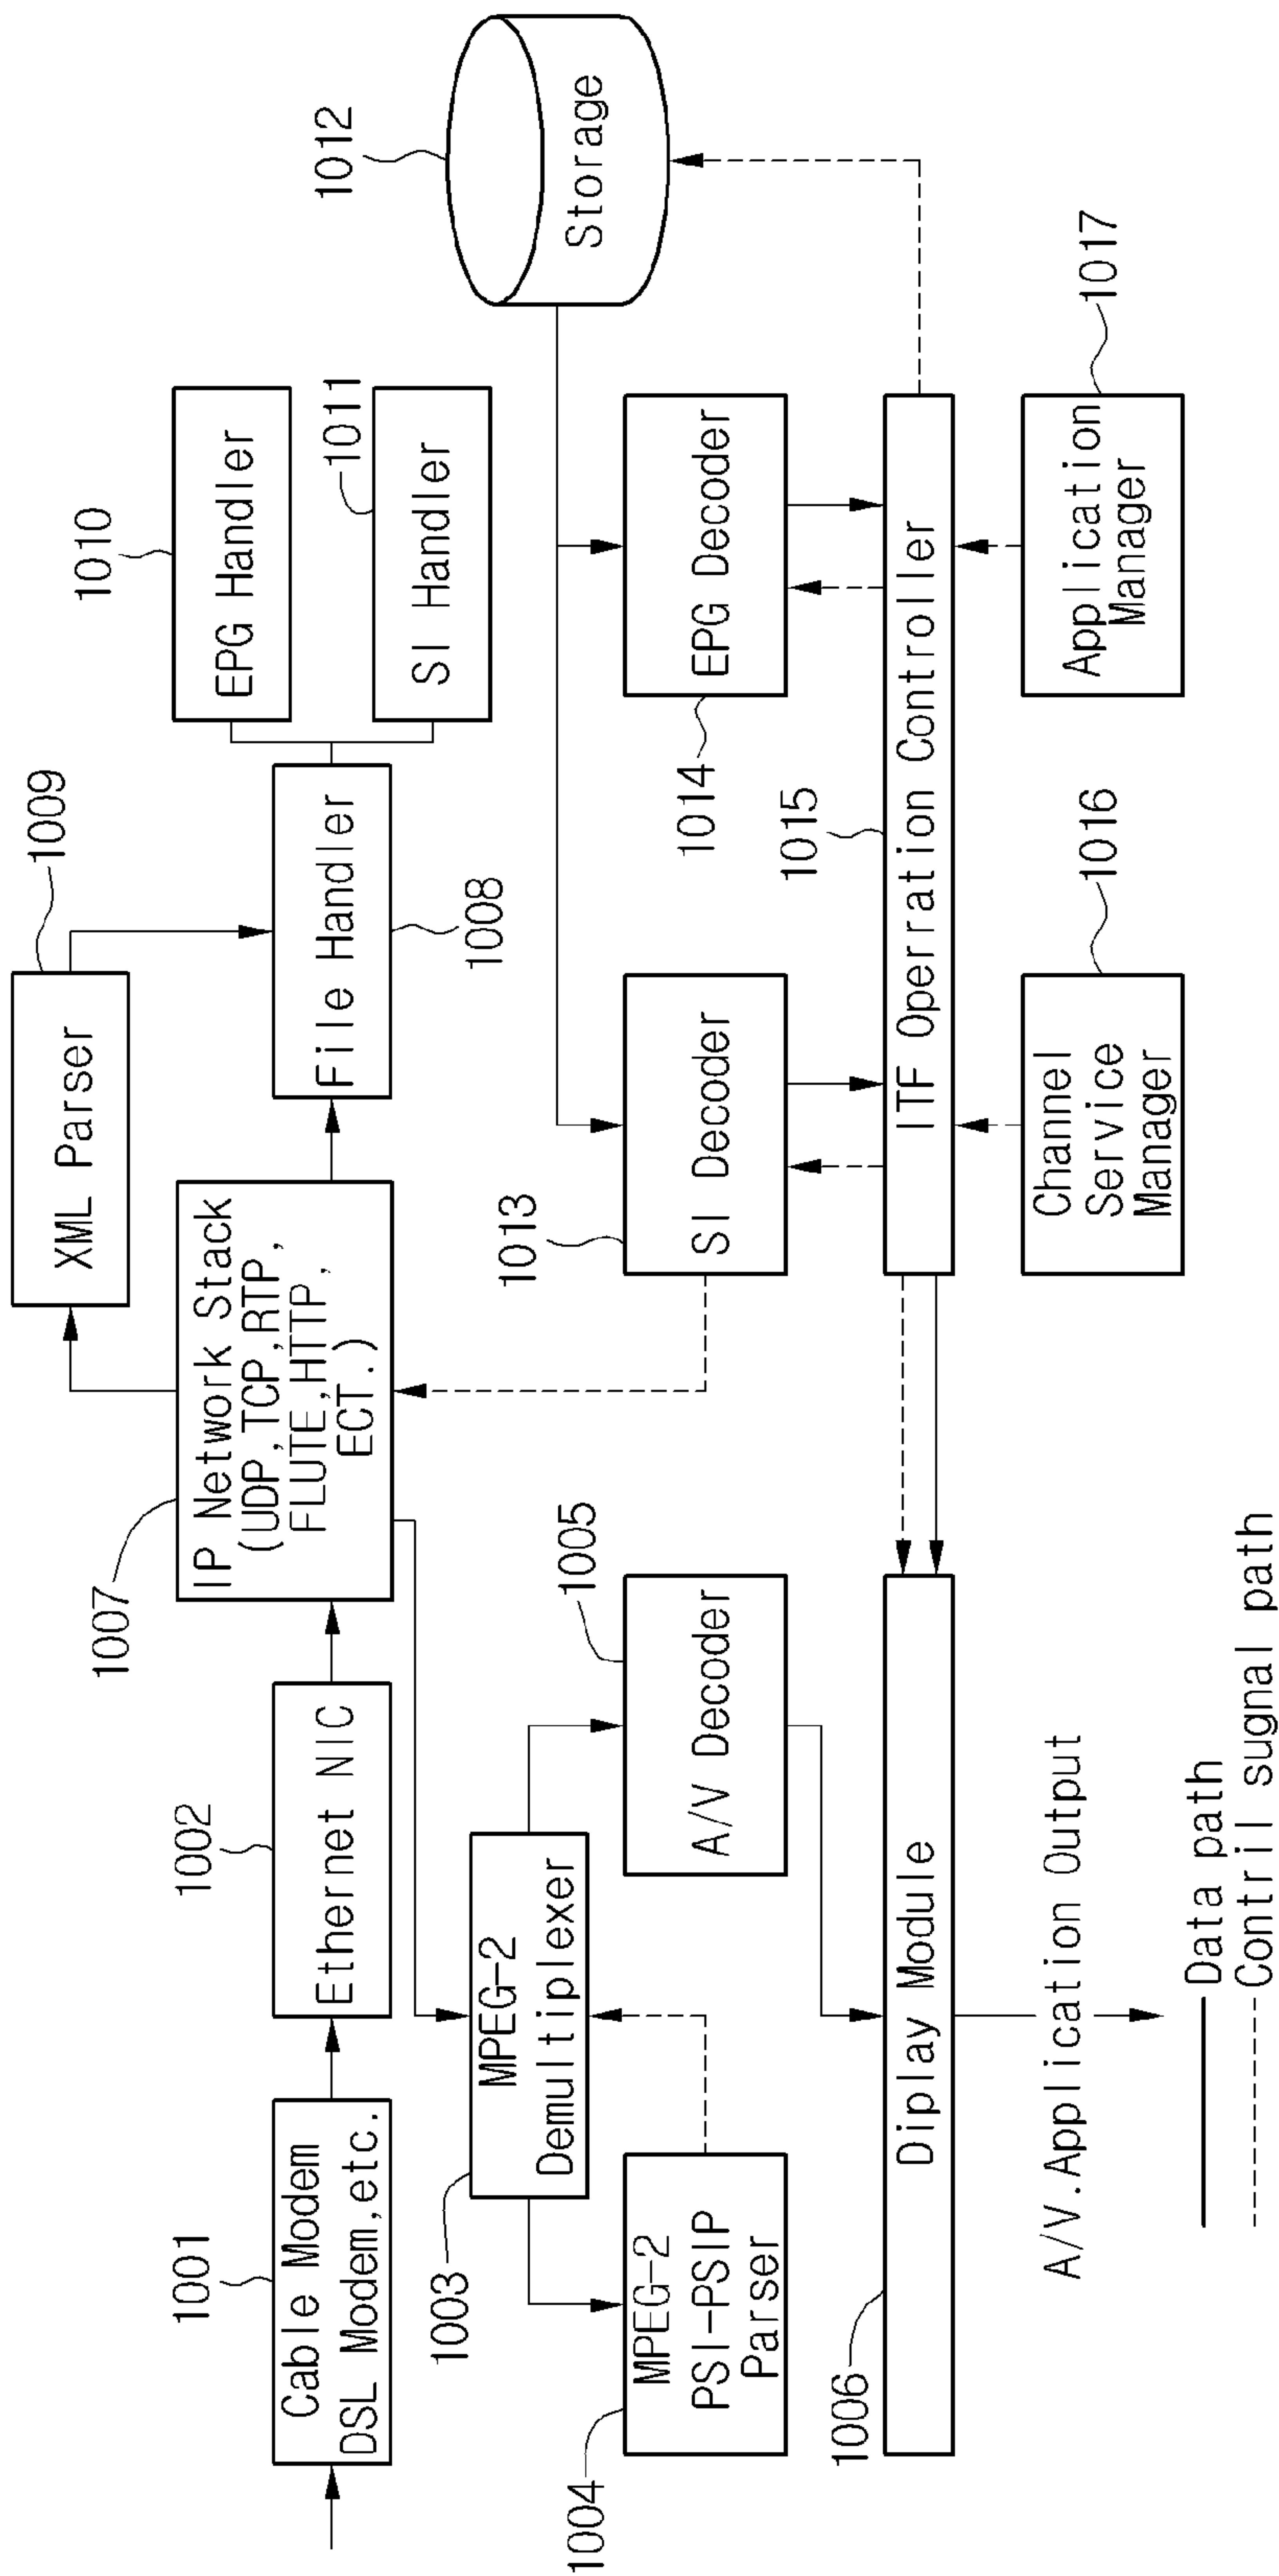 1001
Cable Modem
DSL Modem,etc.
1002
Ethernet NIC
1007
IP Network Stack
(UDP,TCP,RTP,
FLUTE,HTTP,
ECT.)
XML Parser
1009
File Handler
1008
1010
EPG Handler
1011
SI Handler
1012
Storage
1003
MPEG-2
Demultiplexer
1004
MPEG-2
PSI-PSIP
Parser
1005
A/V Decoder
1013
SI Decoder
1014
EPG Decoder
1006
Diplay Module
1015
ITF Operration Controller
1016
Channel
Service
Manager
1017
Application
Manager
A/V.Application Output
Data path
Contril sugnal path